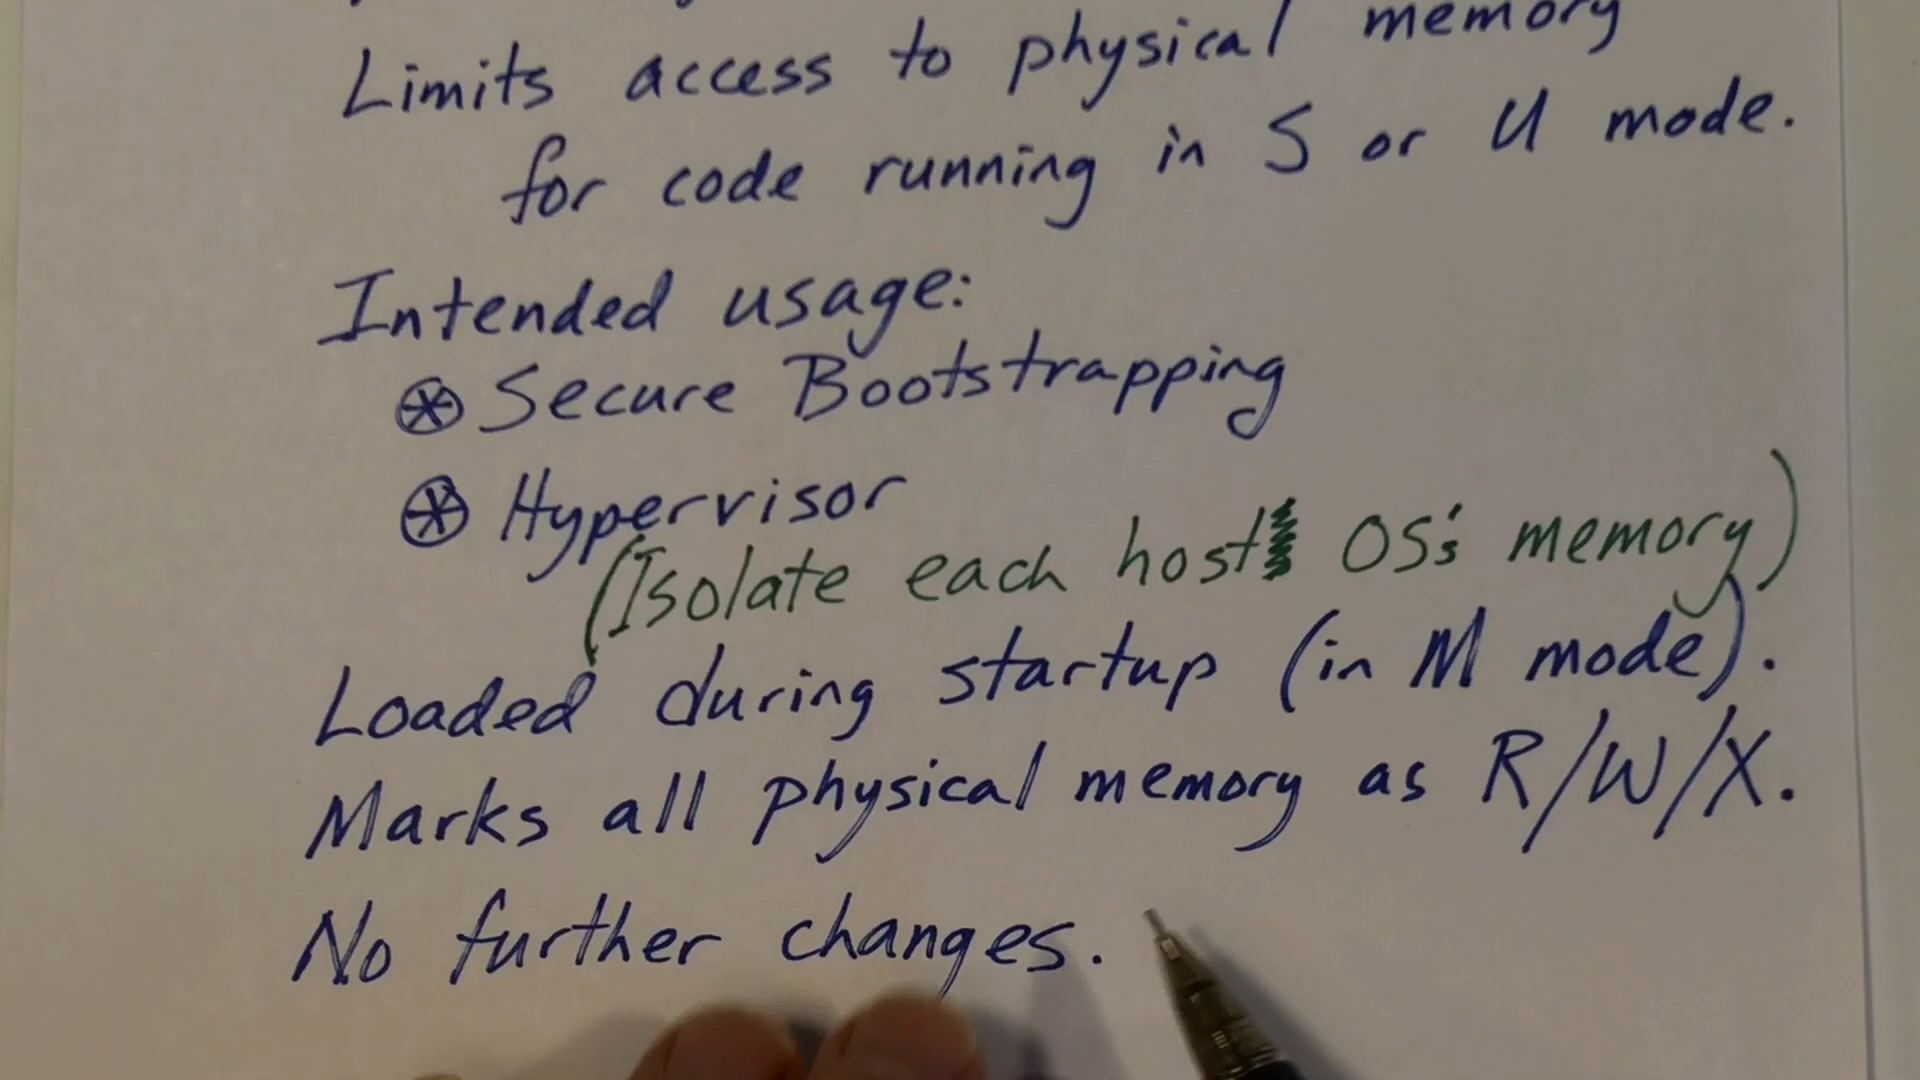 Limits access to physical memory
for code running in S or U mode.
Intended usage:
⊛ Secure Bootstrapping
⊛ Hypervisor
(Isolate each host OS's memory)
Loaded during startup (in M mode).
Marks all physical memory as R/W/X.
No further changes.